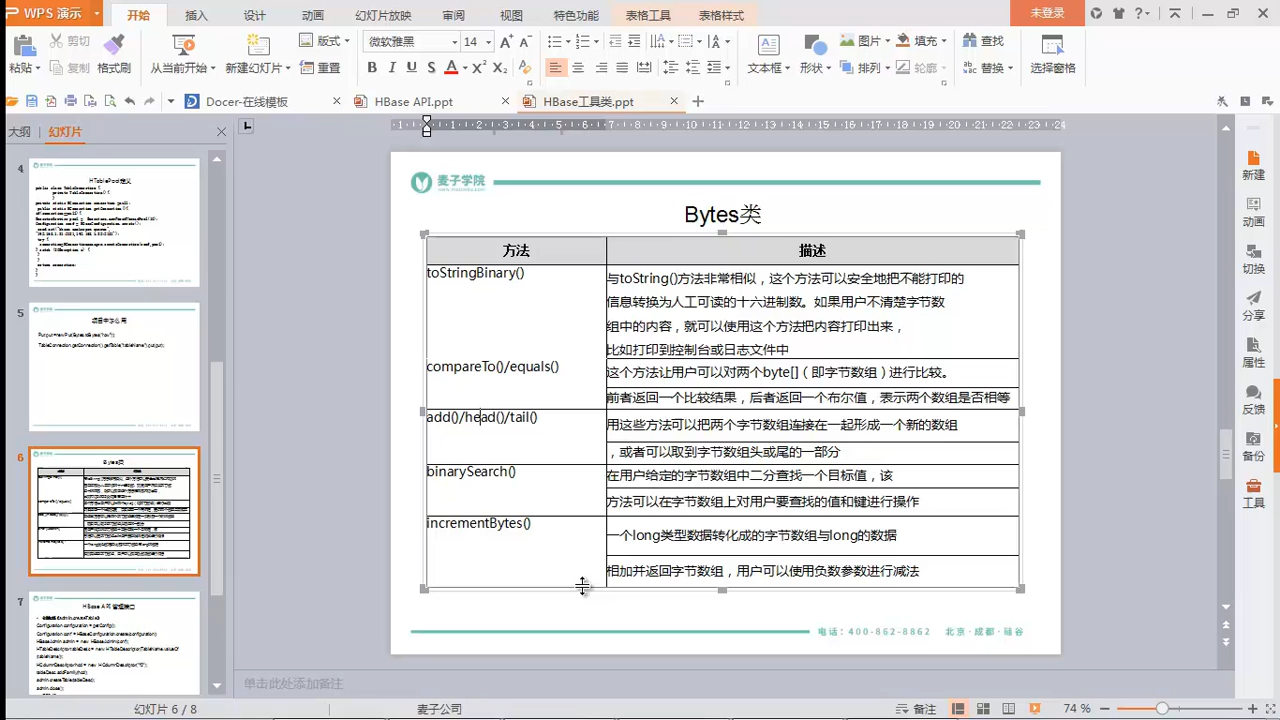 WPS 演示
开始
插入
设计
动画
幻灯片放映
审阅
视图
特色功能
表格工具
表格样式
未登录
粘贴
剪切
复制
格式刷
从当前开始
新建幻灯片
版式
重置
微软雅黑
14
文本框
形状
图片
排列
填充
轮廓
查找
替换
选择窗格
Docer-在线模板
HBase API.ppt
HBase工具类.ppt
大纲
幻灯片
4
5
6
7
HBase API 管理接口
麦子学院
Bytes类
方法
描述
toStringBinary()
与toString()方法非常相似，这个方法可以安全地把不能打印的
信息转换为人工可读的十六进制数。如果用户不清楚字节数
组中的内容，就可以使用这个方法把内容打印出来，
比如打印到控制台或日志文件中
compareTo()/equals()
这个方法让用户可以对两个byte[]（即字节数组）进行比较。
前者返回一个比较结果，后者返回一个布尔值，表示两个数组是否相等
add()/head()/tail()
用这些方法可以把两个字节数组连接在一起形成一个新的数组
，或者可以取到字节数组头或尾的一部分
binarySearch()
在用户给定的字节数组中二分查找一个目标值，该
方法可以在字节数组上对用户要查找的值和键进行操作
incrementBytes()
一个long类型数据转化成的字节数组与long的数据
相加并返回字节数组，用户可以使用负数参数进行减法
电话：400-862-8862 北京·成都·硅谷
新建
动画
切换
分享
属性
反馈
备份
工具
单击此处添加备注
幻灯片 6 / 8
麦子公司
备注
74 %